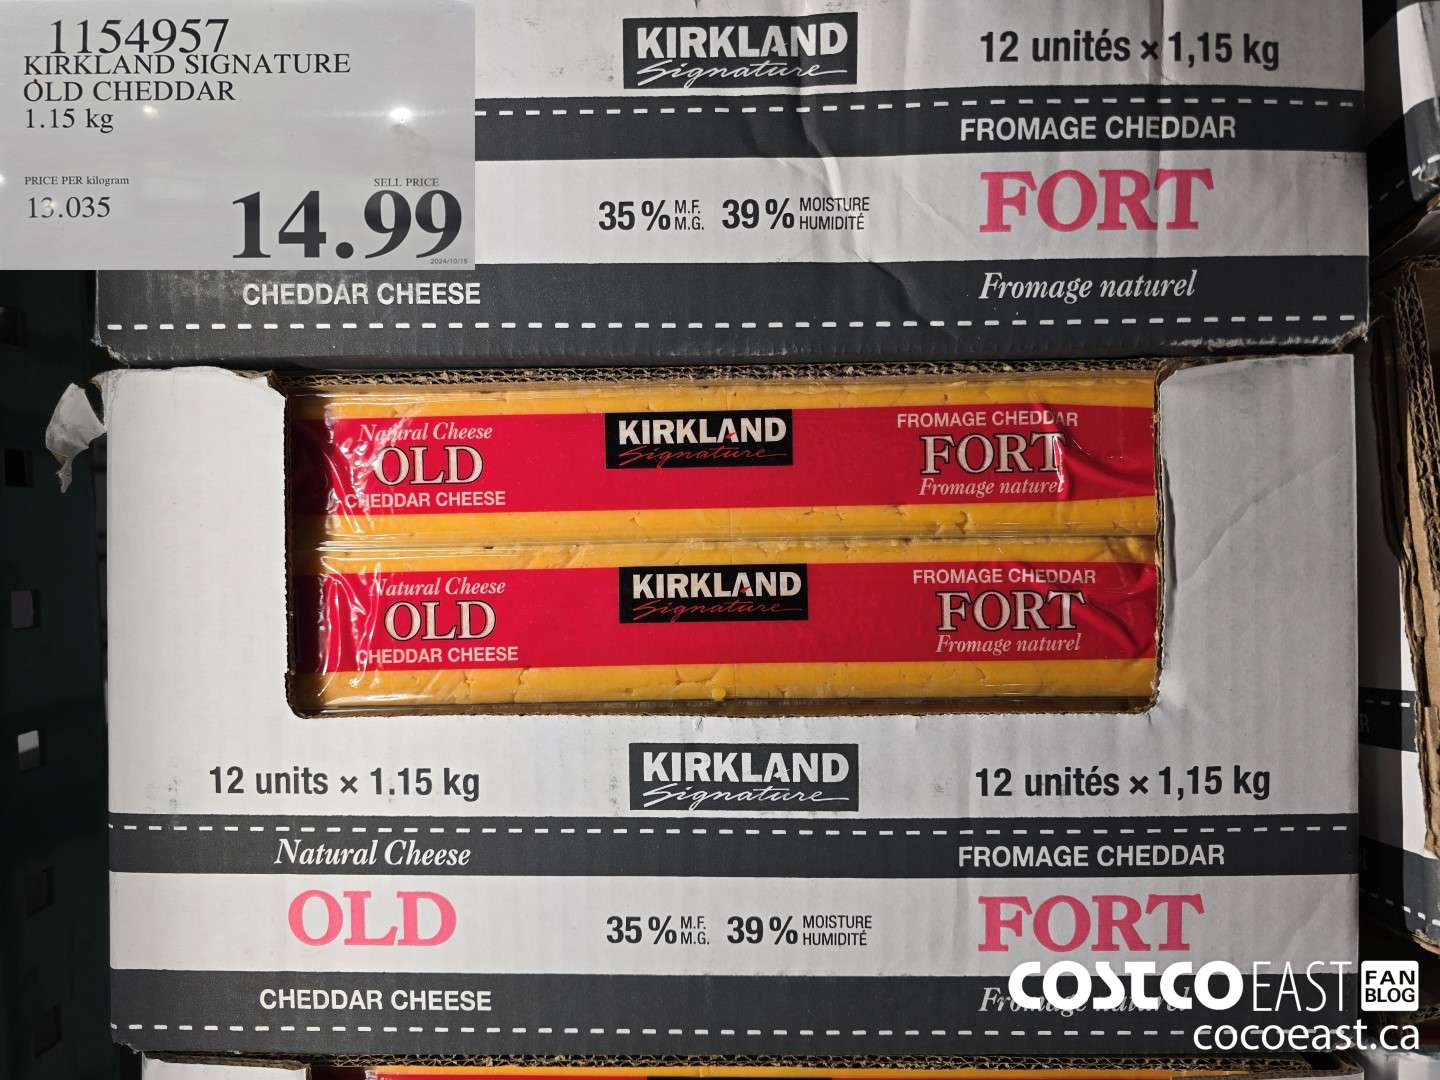 1154957
KIRKLAND SIGNATURE
OLD CHEDDAR
1.15 kg
PRICE PER kilogram
13.035
SELL PRICE
14.99
2024/10/15
KIRKLAND
Signature
12 unités × 1,15 kg
FROMAGE CHEDDAR
35% M.F. M.G. 39% MOISTURE HUMIDITÉ
FORT
CHEDDAR CHEESE
Fromage naturel
Natural Cheese
OLD
CHEDDAR CHEESE
KIRKLAND
Signature
FROMAGE CHEDDAR
FORT
Fromage naturel
Natural Cheese
OLD
CHEDDAR CHEESE
KIRKLAND
Signature
FROMAGE CHEDDAR
FORT
Fromage naturel
12 units × 1.15 kg
KIRKLAND
Signature
12 unités × 1,15 kg
Natural Cheese
FROMAGE CHEDDAR
OLD
35% M.F. M.G. 39% MOISTURE HUMIDITÉ
FORT
CHEDDAR CHEESE
Fromage naturel
COSTCO EAST FAN BLOG
cocoeast.ca